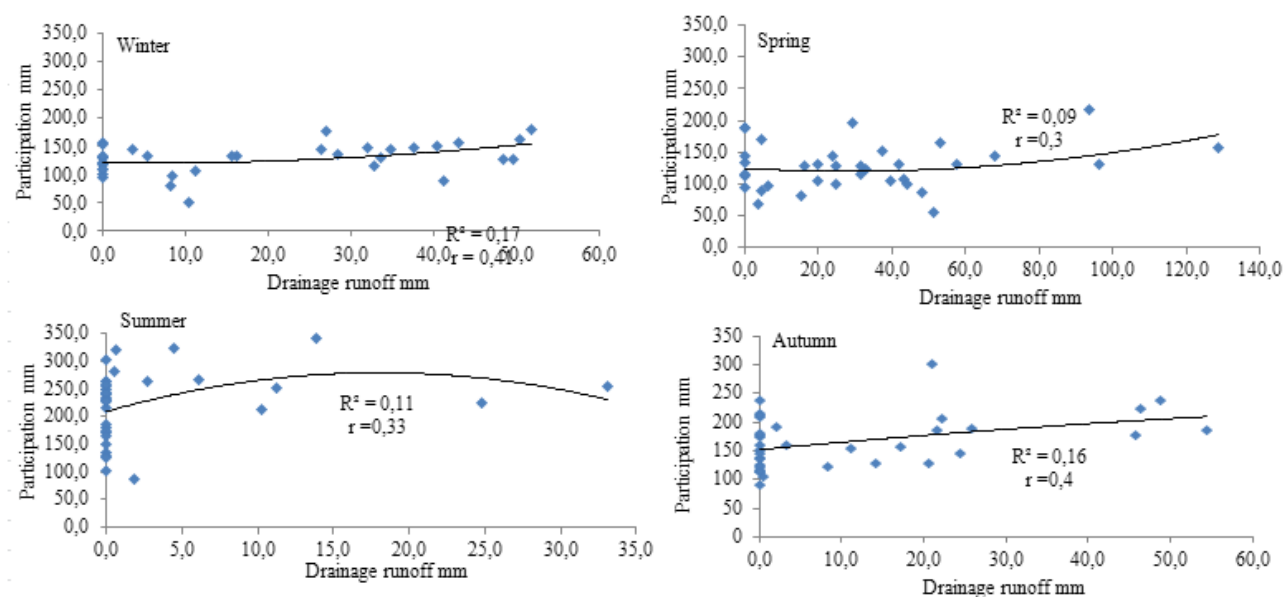 Winter
Participation mm
350,0
300,0
250,0
200,0
150,0
100,0
50,0
0,0
R² = 0,17
r = 0,41
0,0 10,0 20,0 30,0 40,0 50,0 60,0
Drainage runoff mm
Spring
Participation mm
350,0
300,0
250,0
200,0
150,0
100,0
50,0
0,0
R² = 0,09
r = 0,3
0,0 20,0 40,0 60,0 80,0 100,0 120,0 140,0
Drainage runoff mm
Summer
Participation mm
350,0
300,0
250,0
200,0
150,0
100,0
50,0
0,0
R² = 0,11
r =0,33
0,0 5,0 10,0 15,0 20,0 25,0 30,0 35,0
Drainage runoff mm
Autumn
Participation mm
350
300
250
200
150
100
50
0
R² = 0,16
r =0,4
0,0 10,0 20,0 30,0 40,0 50,0 60,0
Drainage runoff mm